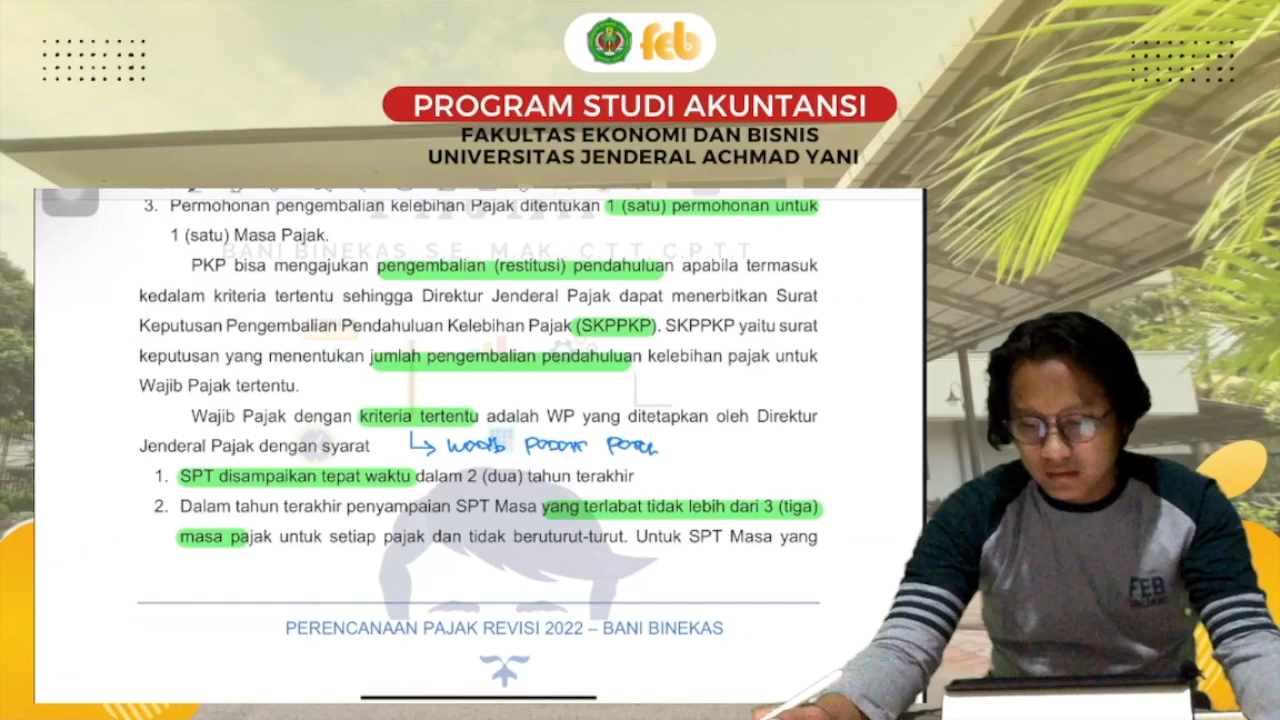 feb
PROGRAM STUDI AKUNTANSI
FAKULTAS EKONOMI DAN BISNIS
UNIVERSITAS JENDERAL ACHMAD YANI
3. Permohonan pengembalian kelebihan Pajak ditentukan 1 (satu) permohonan untuk
1 (satu) Masa Pajak.
BANI BINEKAS, S.E., M.AK., C.T.T, C.PTT
PKP bisa mengajukan pengembalian (restitusi) pendahuluan apabila termasuk
kedalam kriteria tertentu sehingga Direktur Jenderal Pajak dapat menerbitkan Surat
Keputusan Pengembalian Pendahuluan Kelebihan Pajak (SKPPKP). SKPPKP yaitu surat
keputusan yang menentukan jumlah pengembalian pendahuluan kelebihan pajak untuk
Wajib Pajak tertentu.
Wajib Pajak dengan kriteria tertentu adalah WP yang ditetapkan oleh Direktur
Jenderal Pajak dengan syarat
1. SPT disampaikan tepat waktu dalam 2 (dua) tahun terakhir
2. Dalam tahun terakhir penyampaian SPT Masa yang terlabat tidak lebih dari 3 (tiga)
masa pajak untuk setiap pajak dan tidak beruturut-turut. Untuk SPT Masa yang
PERENCANAAN PAJAK REVISI 2022 – BANI BINEKAS
FEB